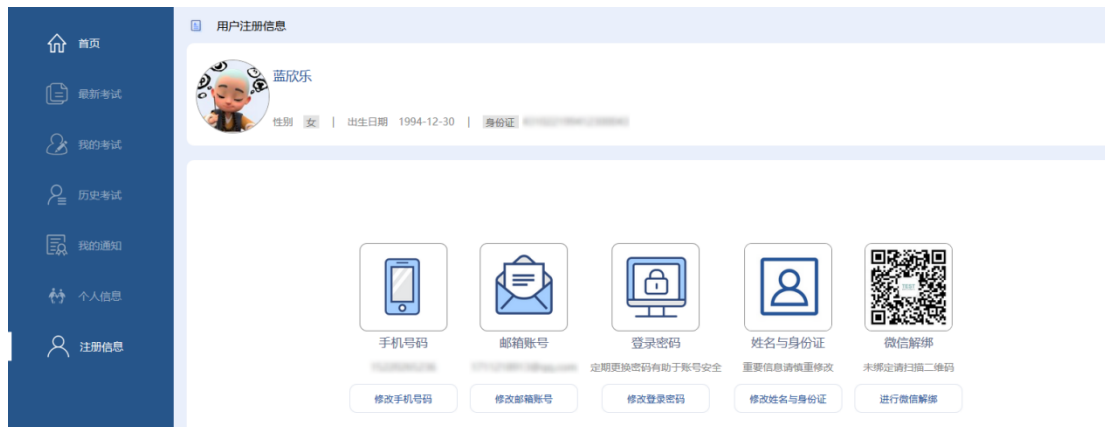 首页
最新考试
我的考试
历史考试
我的通知
个人信息
注册信息
用户注册信息
蓝欣乐
性别 女 | 出生日期 1994-12-30 | 身份证
手机号码 邮箱账号 登录密码 姓名与身份证 微信解绑
定期更换密码有助于账号安全 重要信息请慎重修改 未绑定请扫描二维码
修改手机号码 修改邮箱账号 修改登录密码 修改姓名与身份证 进行微信解绑